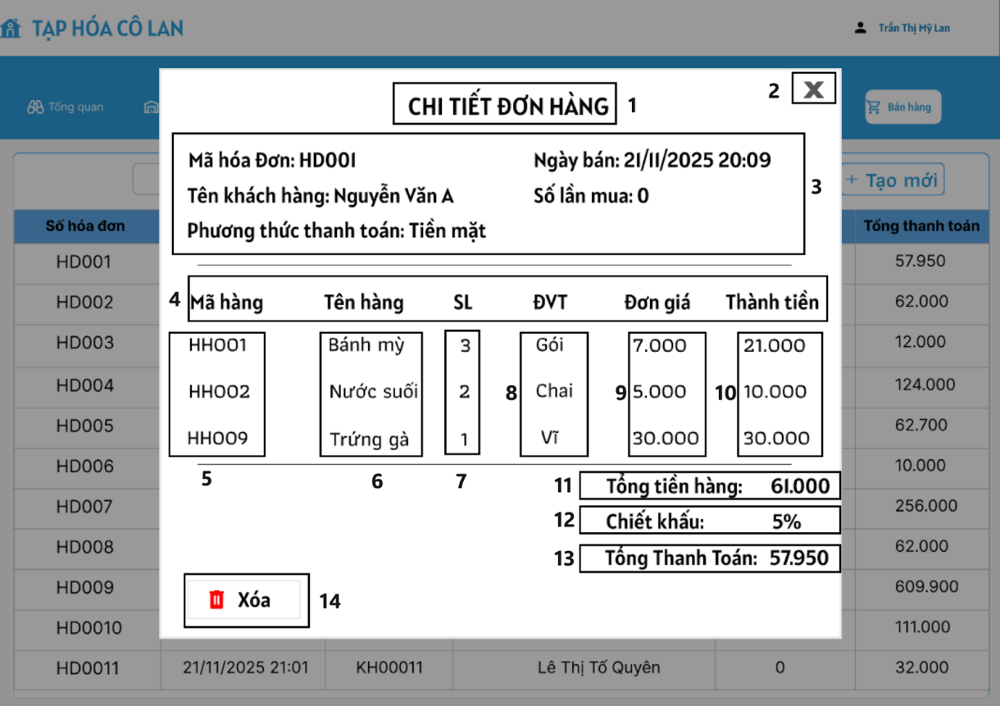 TẠP HÓA CÔ LAN
Trần Thị Mỹ Lan
Tổng quan
Bán hàng
CHI TIẾT ĐƠN HÀNG 1
2 X
Mã hóa Đơn: HD001 Ngày bán: 21/11/2025 20:09
Tên khách hàng: Nguyễn Văn A Số lần mua: 0
3
Phương thức thanh toán: Tiền mặt
+ Tạo mới
Số hóa đơn Tổng thanh toán
HD001 57.950
HD002 62.000
HD003 12.000
HD004 124.000
HD005 62.700
HD006 10.000
HD007 256.000
HD008 62.000
HD009 609.900
HD0010 111.000
HD0011 21/11/2025 21:01 KH00011 Lê Thị Tố Quyên 0 32.000
4 Mã hàng Tên hàng SL ĐVT Đơn giá Thành tiền
HH001 Bánh mỳ 3 Gói 7.000 21.000
HH002 Nước suối 2 8 Chai 9 5.000 10 10.000
HH009 Trứng gà 1 Vĩ 30.000 30.000
5 6 7
11 Tổng tiền hàng: 61.000
12 Chiết khấu: 5%
13 Tổng Thanh Toán: 57.950
Xóa 14